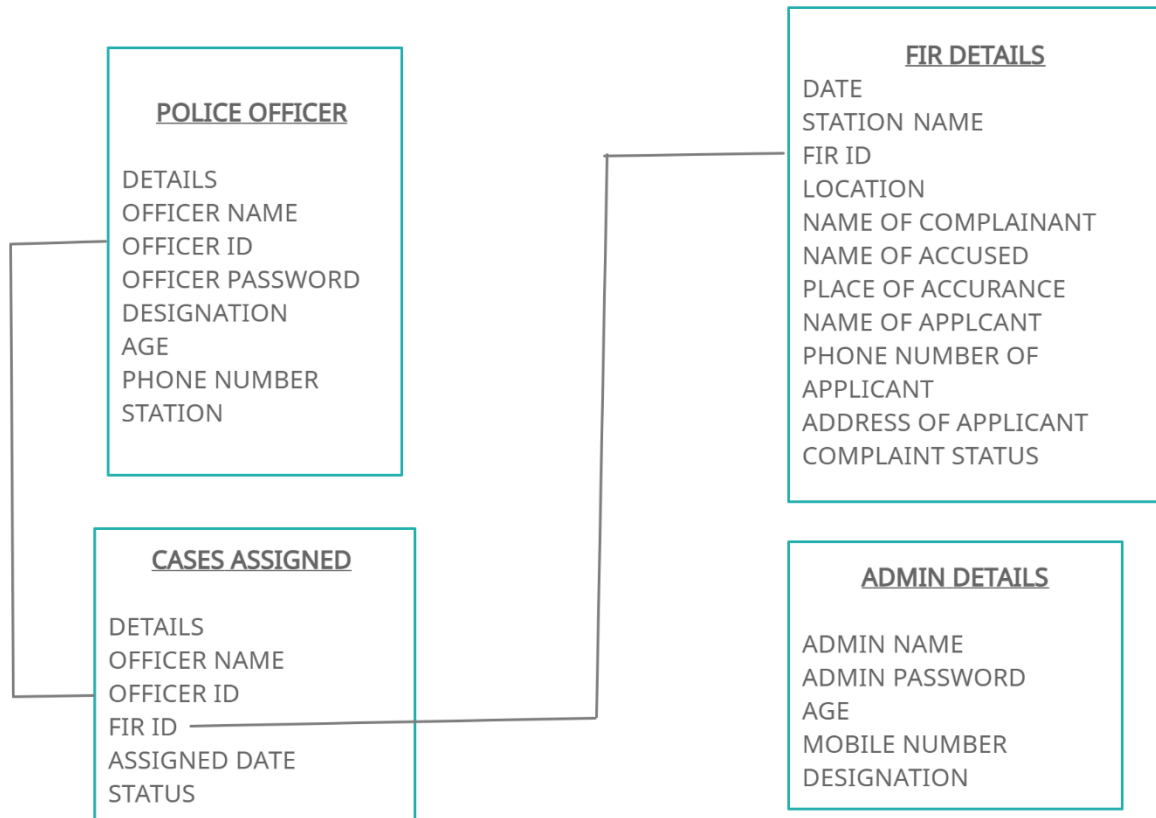 POLICE OFFICER
DETAILS
OFFICER NAME
OFFICER ID
OFFICER PASSWORD
DESIGNATION
AGE
PHONE NUMBER
STATION
FIR DETAILS
DATE
STATION NAME
FIR ID
LOCATION
NAME OF COMPLAINANT
NAME OF ACCUSED
PLACE OF ACCURANCE
NAME OF APPLCANT
PHONE NUMBER OF
APPLICANT
ADDRESS OF APPLICANT
COMPLAINT STATUS
CASES ASSIGNED
DETAILS
OFFICER NAME
OFFICER ID
FIR ID
ASSIGNED DATE
STATUS
ADMIN DETAILS
ADMIN NAME
ADMIN PASSWORD
AGE
MOBILE NUMBER
DESIGNATION